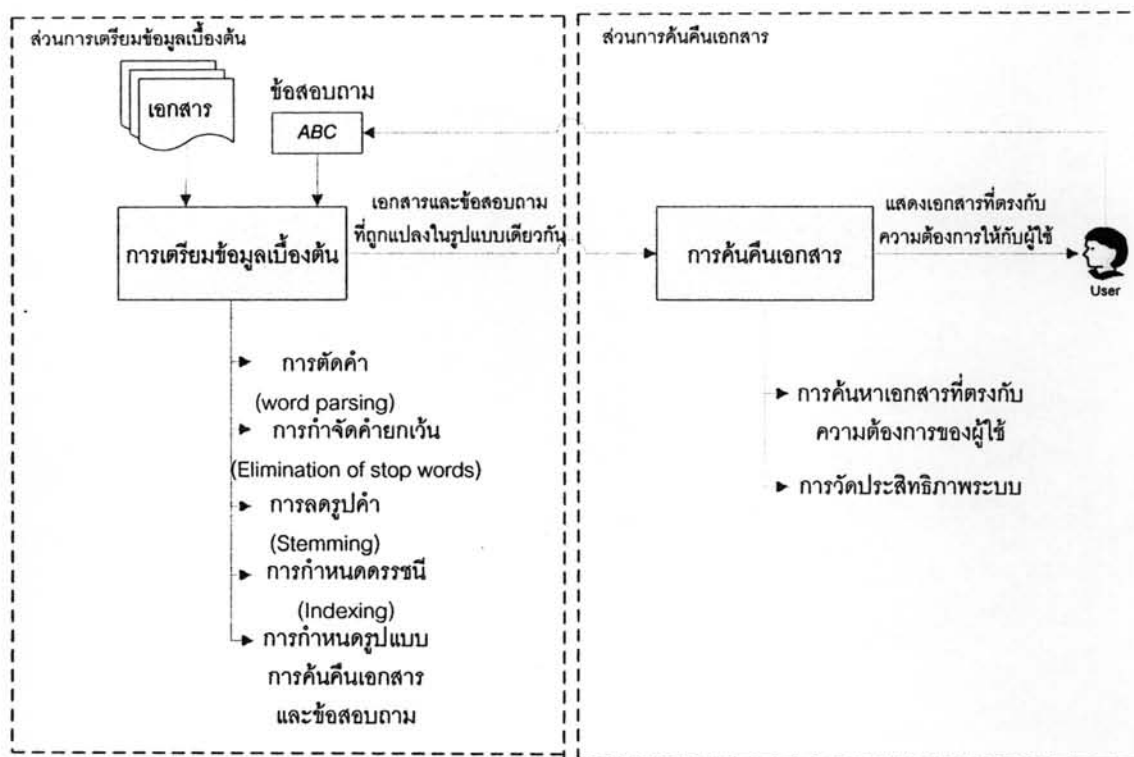 ส่วนการเตรียมข้อมูลเบื้องต้น
เอกสาร
ข้อสอบถาม
ABC
การเตรียมข้อมูลเบื้องต้น
เอกสารและข้อสอบถาม
ที่ถูกแปลงในรูปแบบเดียวกัน
การตัดคำ
(word parsing)
การกำจัดคำยกเว้น
(Elimination of stop words)
การลดรูปคำ
(Stemming)
การกำหนดดรรชนี
(Indexing)
การกำหนดรูปแบบ
การค้นคืนเอกสาร
และข้อสอบถาม
ส่วนการค้นคืนเอกสาร
การค้นคืนเอกสาร
แสดงเอกสารที่ตรงกับ
ความต้องการให้กับผู้ใช้
User
การค้นหาเอกสารที่ตรงกับ
ความต้องการของผู้ใช้
การวัดประสิทธิภาพระบบ